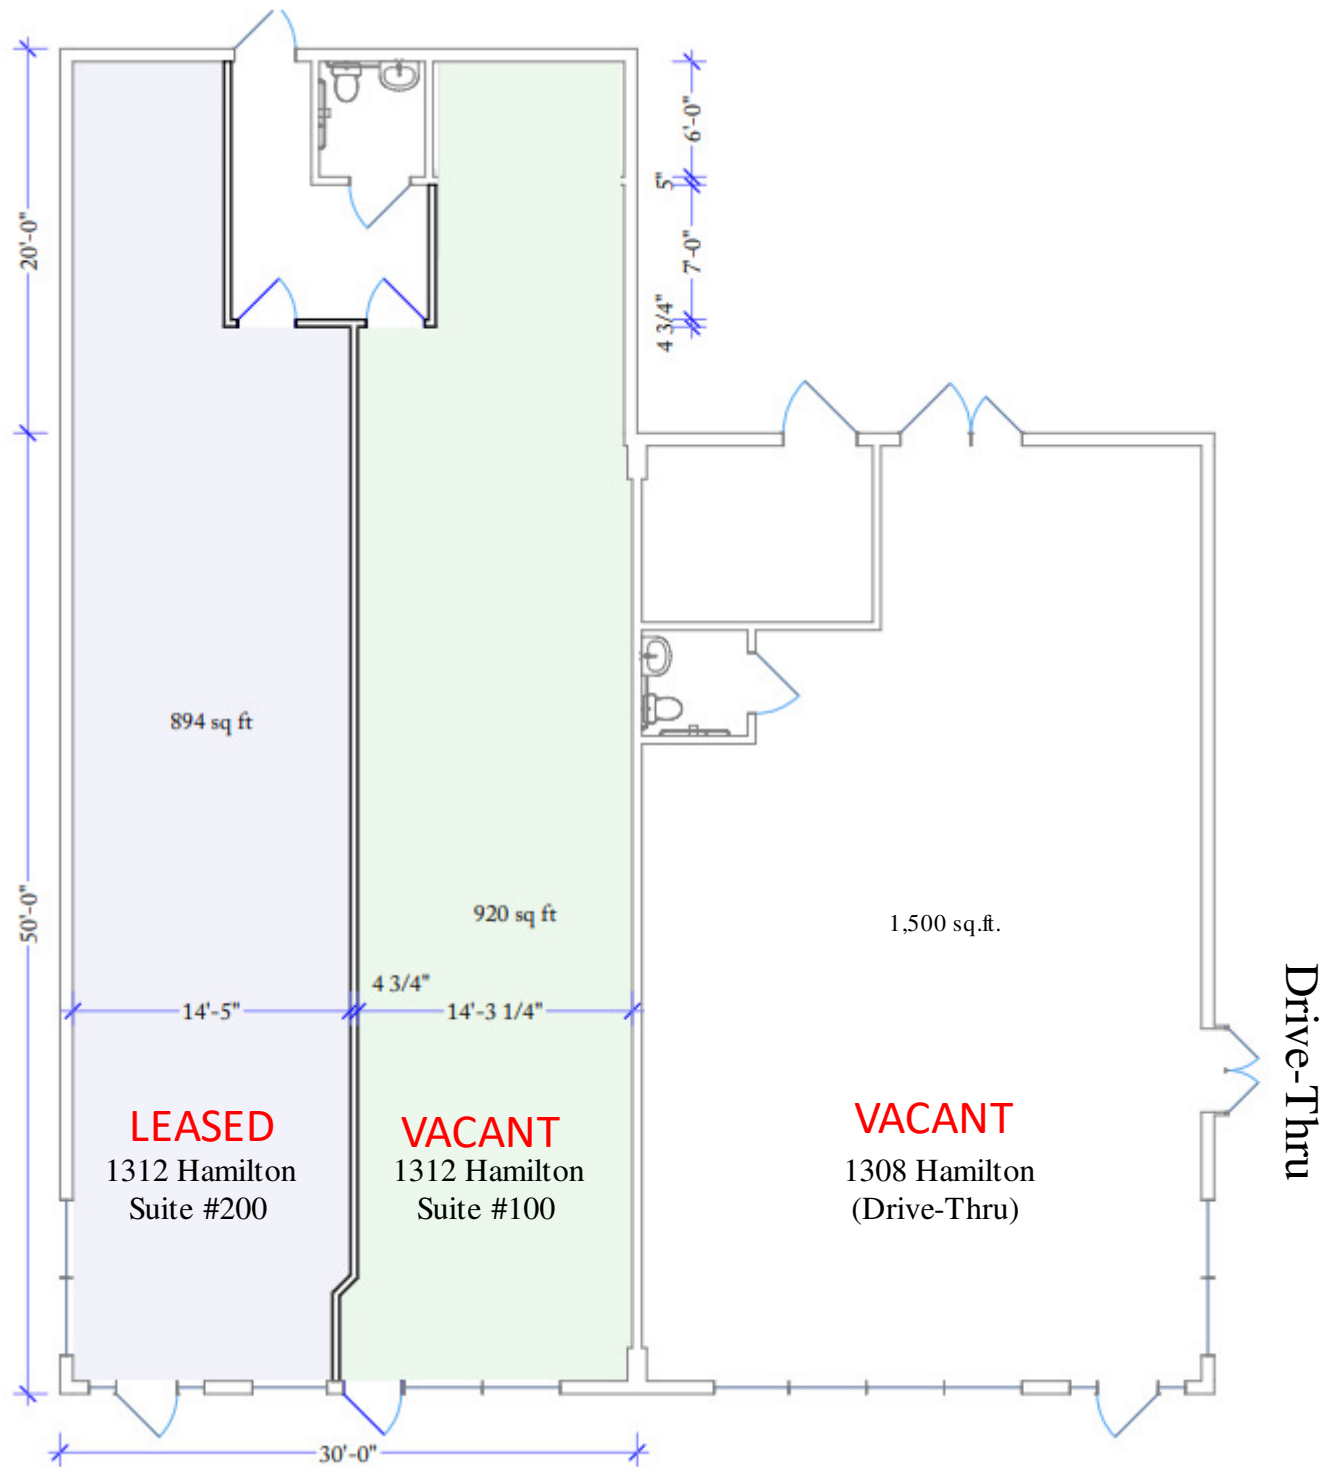 6'-0"
5"
20'-0"
7'-0"
4 3/4"
894 sq ft
50'-0"
920 sq ft
1,500 sq.ft.
4 3/4"
14'-5"
14'-3 1/4"
Drive-Thru
LEASED
1312 Hamilton
Suite #200
VACANT
1312 Hamilton
Suite #100
VACANT
1308 Hamilton
(Drive-Thru)
30'-0"